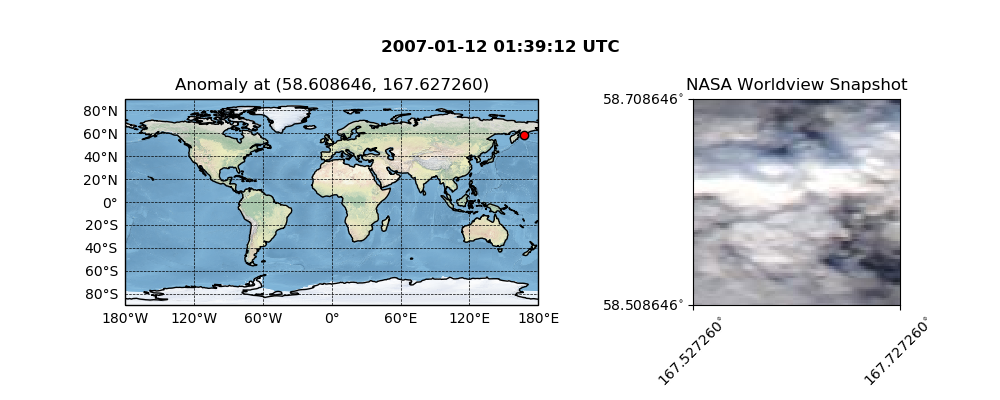 2007-01-12 01:39:12 UTC
Anomaly at (58.608646, 167.627260)
80°N
60°N
40°N
20°N
0°
20°S
40°S
60°S
80°S
180°W 120°W 60°W 0° 60°E 120°E 180°E
NASA Worldview Snapshot
58.708646°
58.508646°
167.527260°
167.727260°